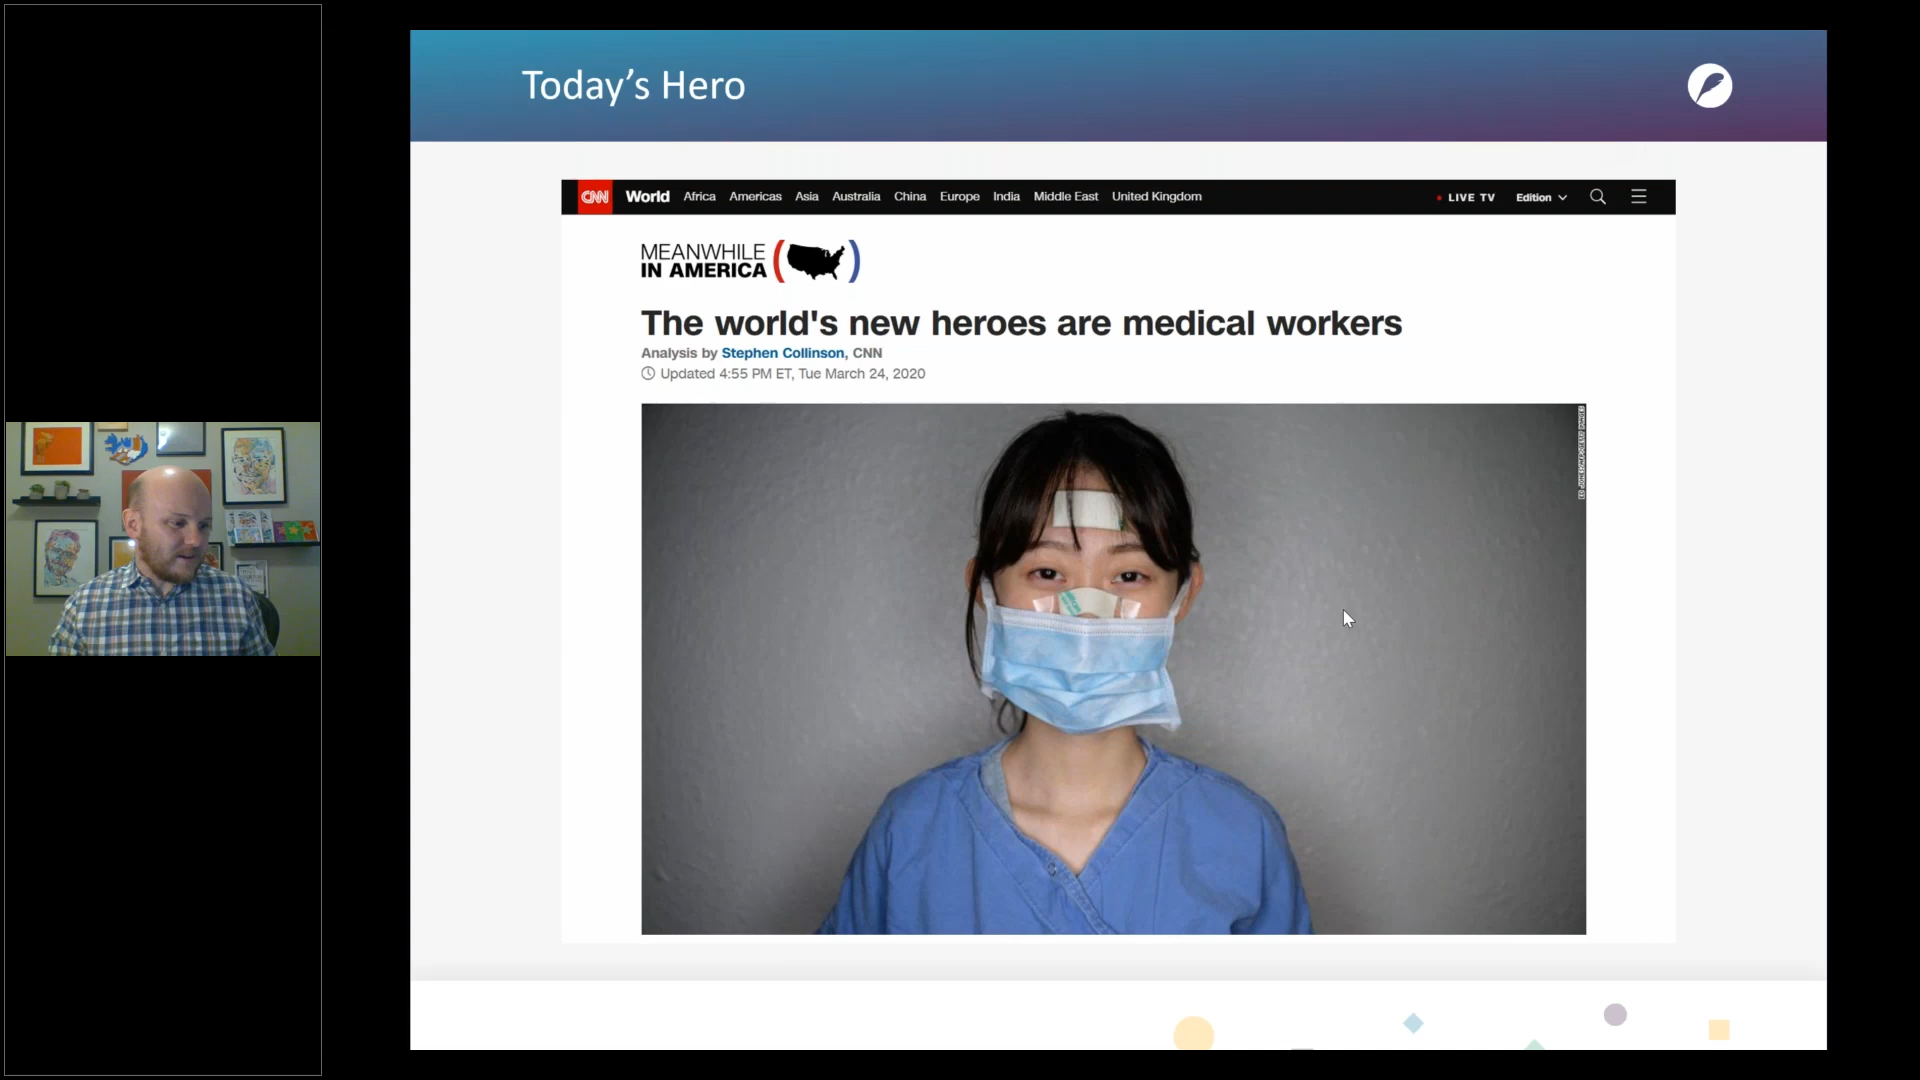 Today's Hero
CNN World Africa Americas Asia Australia China Europe India Middle East United Kingdom LIVE TV Edition
MEANWHILE
IN AMERICA
The world's new heroes are medical workers
Analysis by Stephen Collinson, CNN
Updated 4:55 PM ET, Tue March 24, 2020